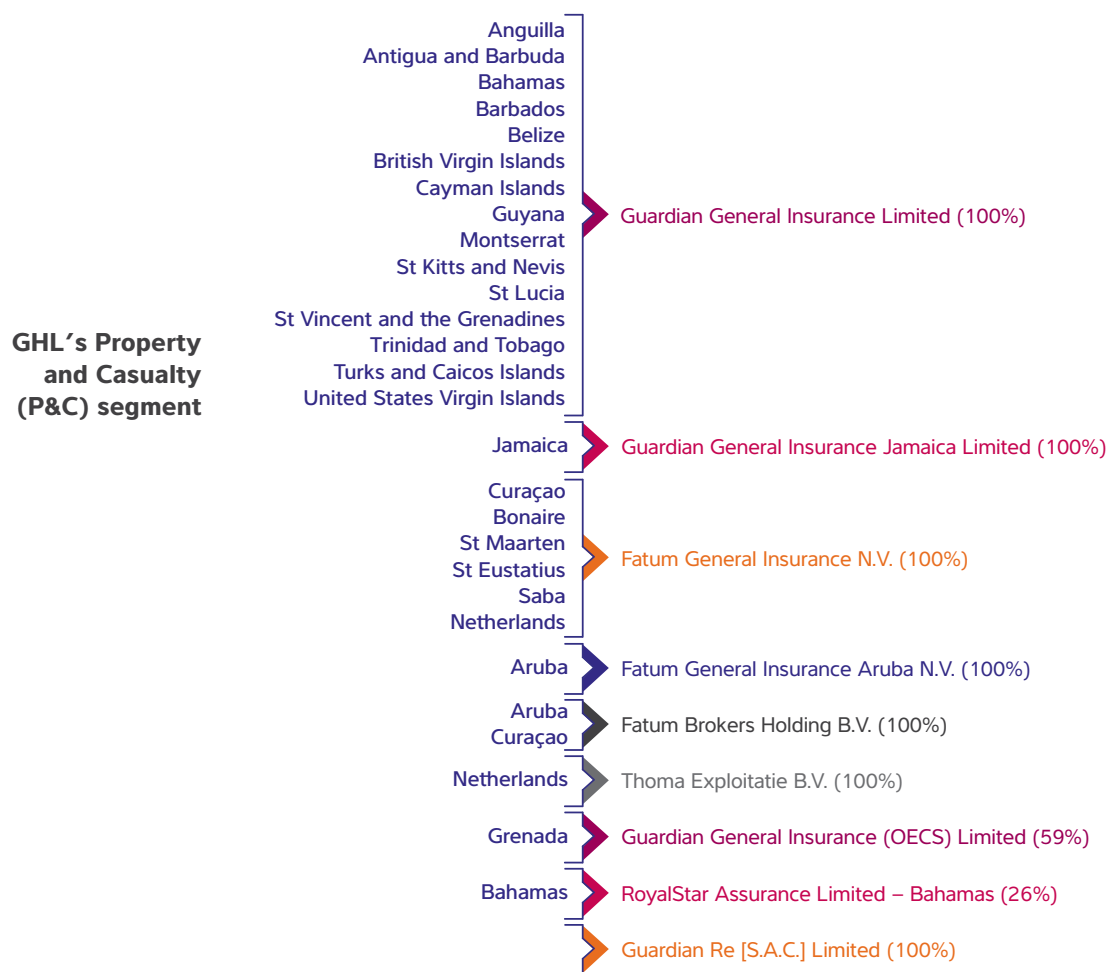 GHL′s Property
and Casualty
(P&C) segment
Anguilla
Antigua and Barbuda
Bahamas
Barbados
Belize
British Virgin Islands
Cayman Islands
Guyana
Montserrat
St Kitts and Nevis
St Lucia
St Vincent and the Grenadines
Trinidad and Tobago
Turks and Caicos Islands
United States Virgin Islands
Guardian General Insurance Limited (100%)
Jamaica
Guardian General Insurance Jamaica Limited (100%)
Curaçao
Bonaire
St Maarten
St Eustatius
Saba
Netherlands
Fatum General Insurance N.V. (100%)
Aruba
Fatum General Insurance Aruba N.V. (100%)
Aruba
Curaçao
Fatum Brokers Holding B.V. (100%)
Netherlands
Thoma Exploitatie B.V. (100%)
Grenada
Guardian General Insurance (OECS) Limited (59%)
Bahamas
RoyalStar Assurance Limited – Bahamas (26%)
Guardian Re [S.A.C.] Limited (100%)